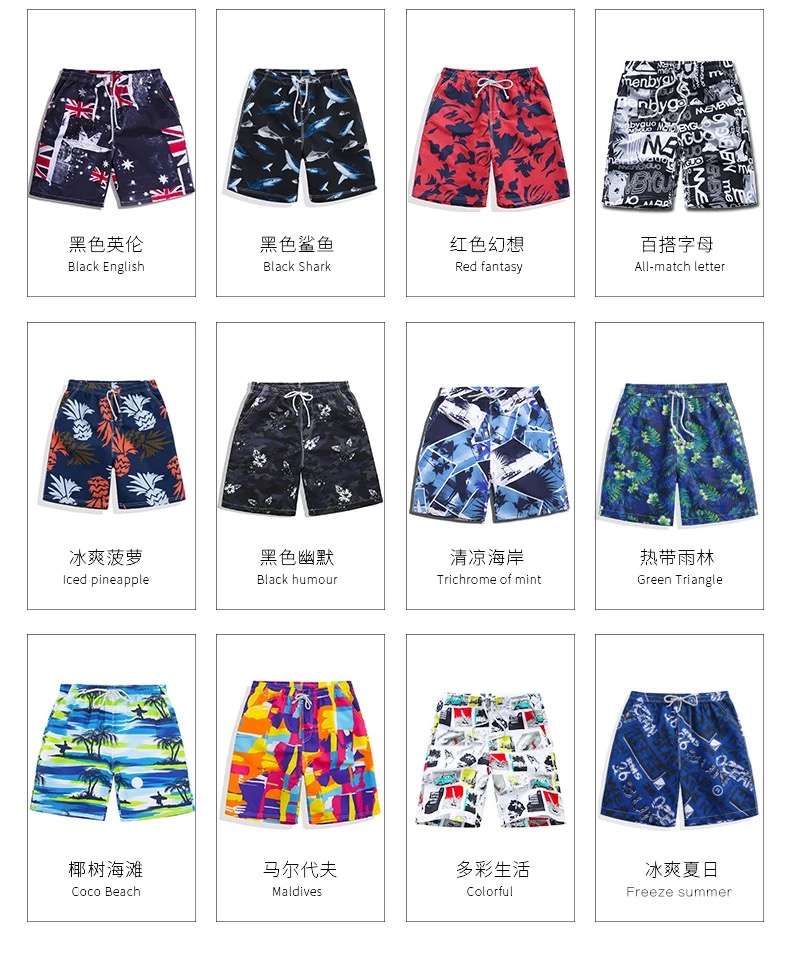 黑色英伦
Black English
黑色鲨鱼
Black Shark
红色幻想
Red fantasy
百搭字母
All-match letter
冰爽菠萝
Iced pineapple
黑色幽默
Black humour
清凉海岸
Trichrome of mint
热带雨林
Green Triangle
椰树海滩
Coco Beach
马尔代夫
Maldives
多彩生活
Colorful
冰爽夏日
Freeze summer